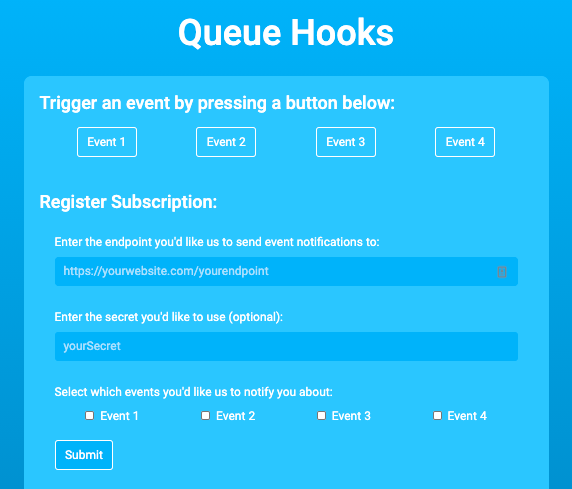 Queue Hooks
Trigger an event by pressing a button below:
Event 1 Event 2 Event 3 Event 4
Register Subscription:
Enter the endpoint you'd like us to send event notifications to:
https://yourwebsite.com/yourendpoint
Enter the secret you'd like to use (optional):
yourSecret
Select which events you'd like us to notify you about:
Event 1 Event 2 Event 3 Event 4
Submit